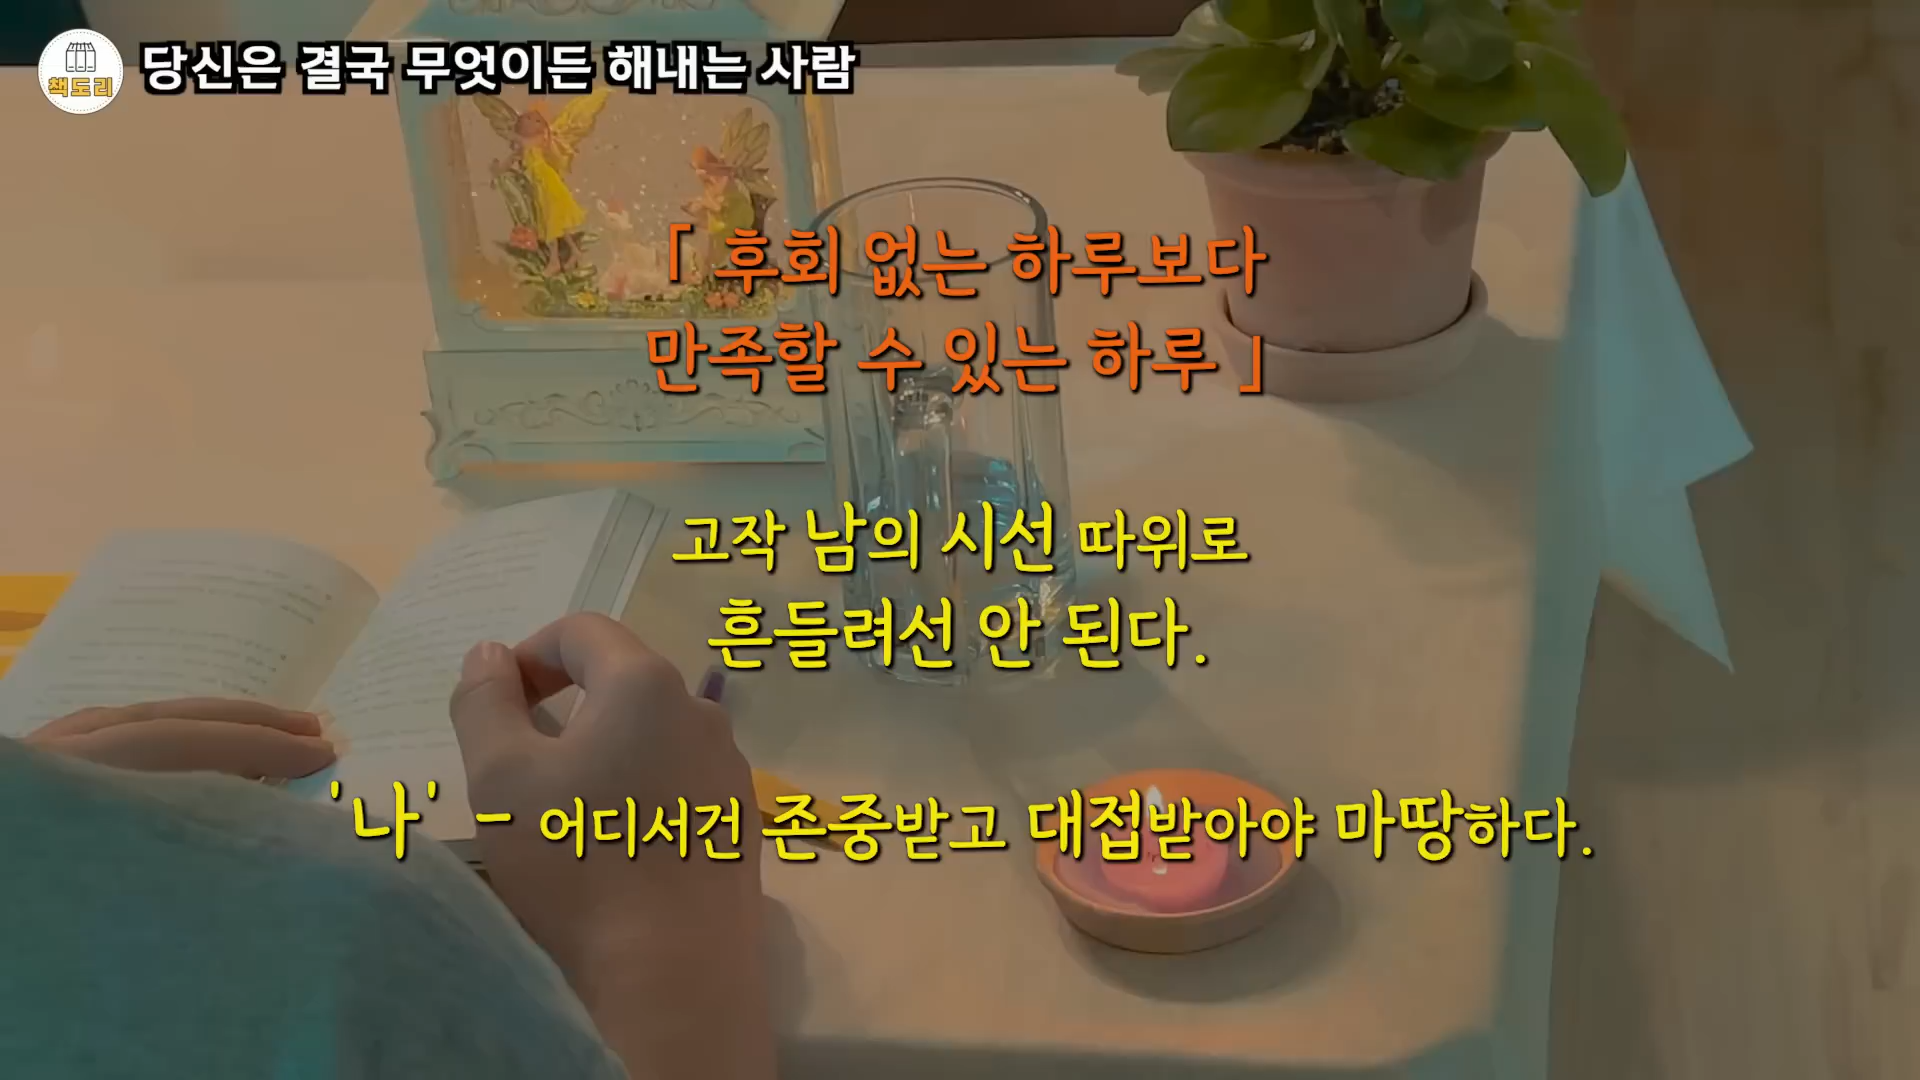 책도리
당신은 결국 무엇이든 해내는 사람
「 후회 없는 하루보다
만족할 수 있는 하루 」
고작 남의 시선 따위로
흔들려선 안 된다.
'나' - 어디서건 존중받고 대접받아야 마땅하다.